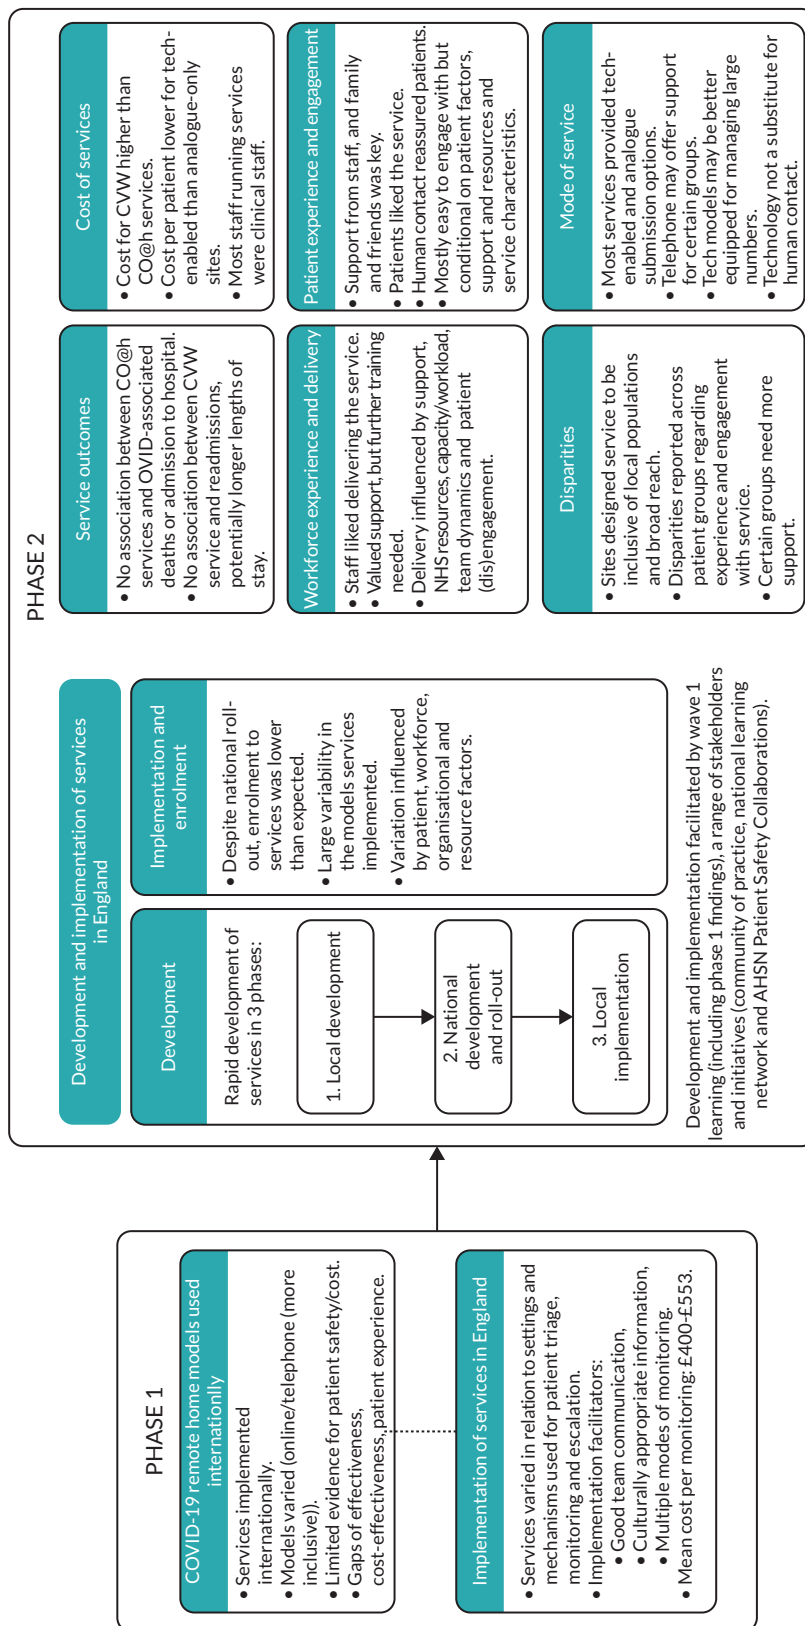 PHASE 1
COVID-19 remote home models used
internationlly
• Services implemented
internationally.
• Models varied (online/telephone (more
inclusive)).
• Limited evidence for patient safety/cost.
• Gaps of effectiveness,
cost-effectiveness, patient experience.
Implementation of services in England
• Services varied in relation to settings and
mechanisms used for patient triage,
monitoring and escalation.
• Implementation facilitators:
• Good team communication,
• Culturally appropriate information,
• Multiple modes of monitoring.
• Mean cost per monitoring: £400-£553.
PHASE 2
Development and implementation of services
in England
Development
Rapid development of
services in 3 phases:
1. Local development
2. National
development
and roll-out
3. Local
implementation
Implementation and
enrolment
• Despite national roll-
out, enrolment to
services was lower
than expected.
• Large variability in
the models services
implemented.
• Variation influenced
by patient, workforce,
organisational and
resource factors.
Development and implementation facilitated by wave 1
learning (including phase 1 findings), a range of stakeholders
and initiatives (community of practice, national learning
network and AHSN Patient Safety Collaborations).
Service outcomes
• No association between CO@h
services and OVID-associated
deaths or admission to hospital.
• No association between CVW
service and readmissions,
potentially longer lengths of
stay.
Cost of services
• Cost for CVW higher than
CO@h services.
• Cost per patient lower for tech-
enabled than analogue-only
sites.
• Most staff running services
were clinical staff.
Workforce experience and delivery
• Staff liked delivering the service.
• Valued support, but further training
needed.
• Delivery influenced by support,
NHS resources, capacity/workload,
team dynamics and patient
(dis)engagement.
Patient experience and engagement
• Support from staff, and family
and friends was key.
• Patients liked the service.
• Human contact reassured patients.
• Mostly easy to engage with but
conditional on patient factors,
support and resources and
service characteristics.
Disparities
• Sites designed service to be
inclusive of local populations
and broad reach.
• Disparities reported across
patient groups regarding
experience and engagement
with service.
• Certain groups need more
support.
Mode of service
• Most services provided tech-
enabled and analogue
submission options.
• Telephone may offer support
for certain groups.
• Tech models may be better
equipped for managing large
numbers.
• Technology not a substitute for
human contact.